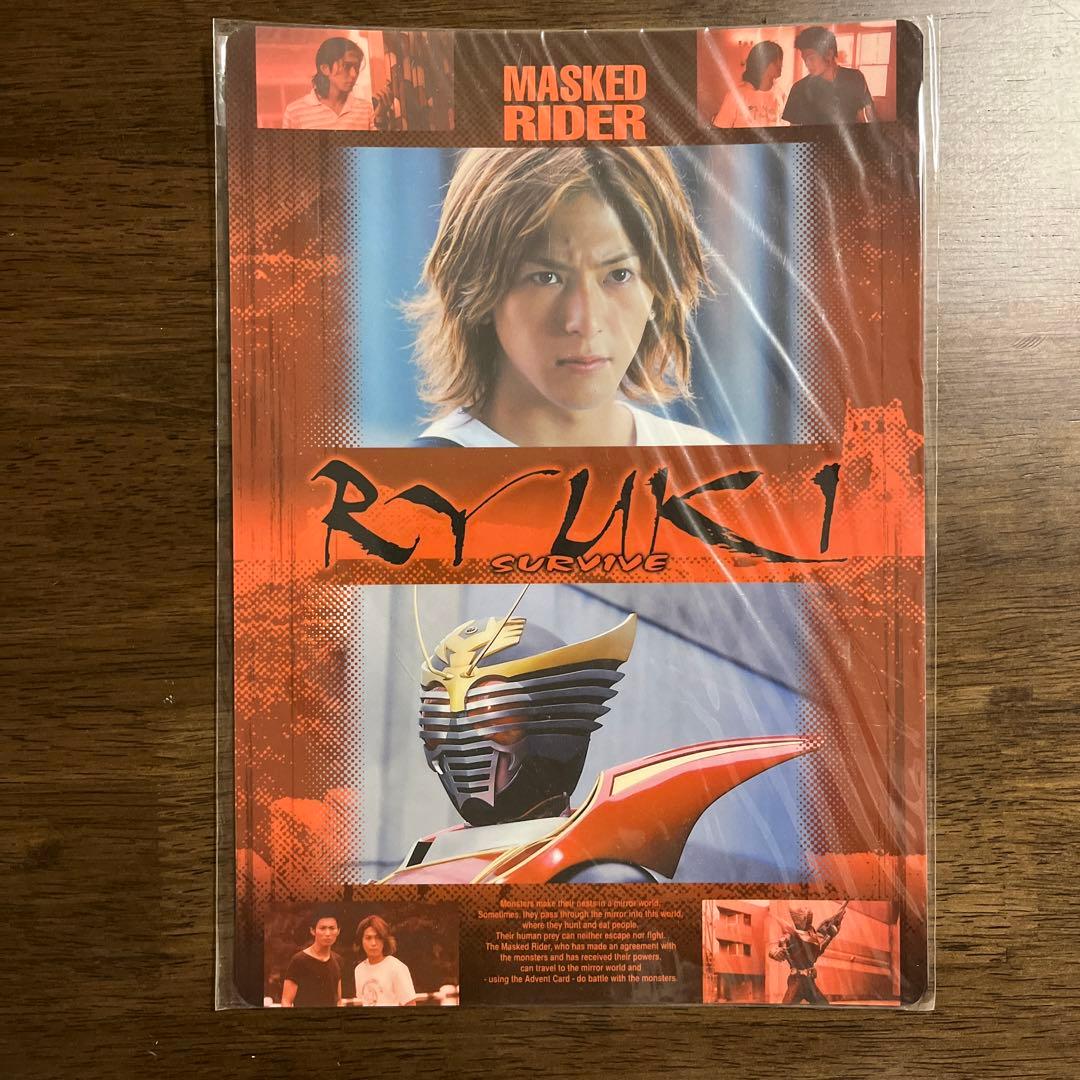 MASKED
RIDER
RYUKI
SURVIVE
Monsters make their nests in a mirror world.
Sometimes, they pass through the mirror into this world,
where they hunt and eat people.
Their human prey can neither escape nor fight.
The Masked Rider, who has made an agreement with
the monsters and has received their powers,
can travel to the mirror world and
- using the Advent Card - do battle with the monsters.